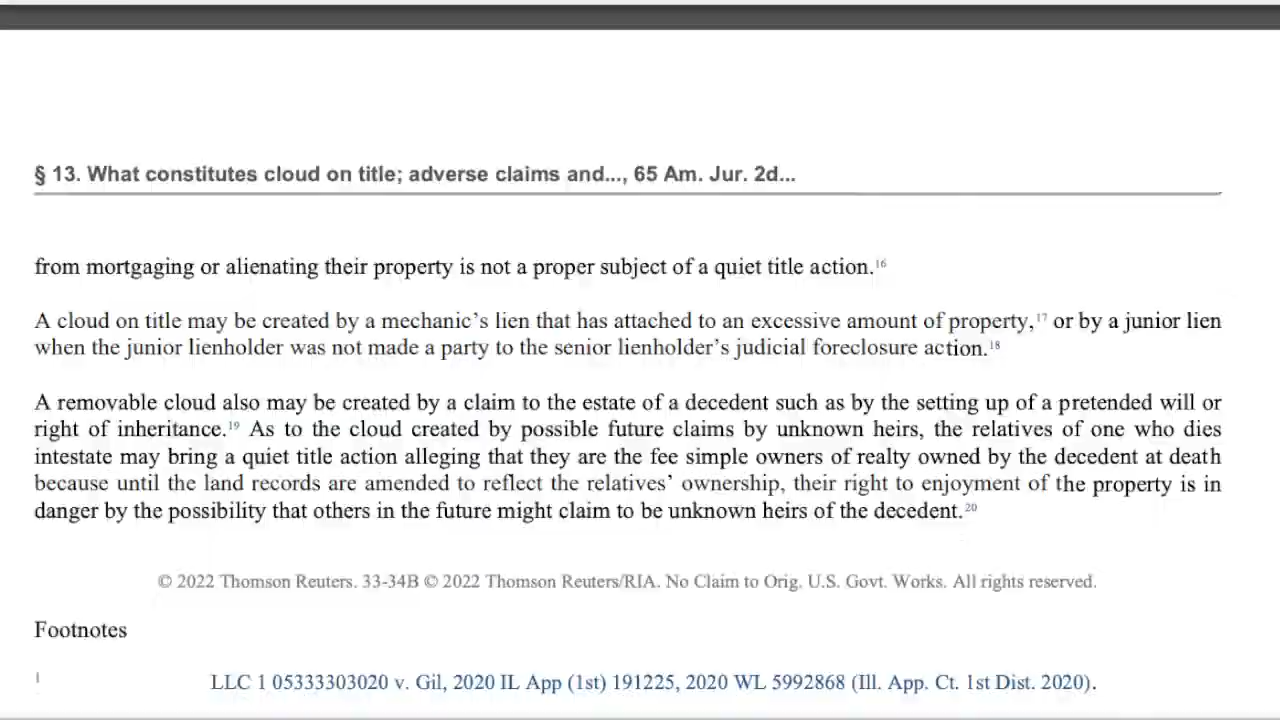 § 13. What constitutes cloud on title; adverse claims and..., 65 Am. Jur. 2d...
from mortgaging or alienating their property is not a proper subject of a quiet title action.16
A cloud on title may be created by a mechanic's lien that has attached to an excessive amount of property,17 or by a junior lien
when the junior lienholder was not made a party to the senior lienholder's judicial foreclosure action.18
A removable cloud also may be created by a claim to the estate of a decedent such as by the setting up of a pretended will or
right of inheritance.19 As to the cloud created by possible future claims by unknown heirs, the relatives of one who dies
intestate may bring a quiet title action alleging that they are the fee simple owners of realty owned by the decedent at death
because until the land records are amended to reflect the relatives' ownership, their right to enjoyment of the property is in
danger by the possibility that others in the future might claim to be unknown heirs of the decedent.20
© 2022 Thomson Reuters. 33-34B © 2022 Thomson Reuters/RIA. No Claim to Orig. U.S. Govt. Works. All rights reserved.
Footnotes
1 LLC 1 05333303020 v. Gil, 2020 IL App (1st) 191225, 2020 WL 5992868 (Ill. App. Ct. 1st Dist. 2020).